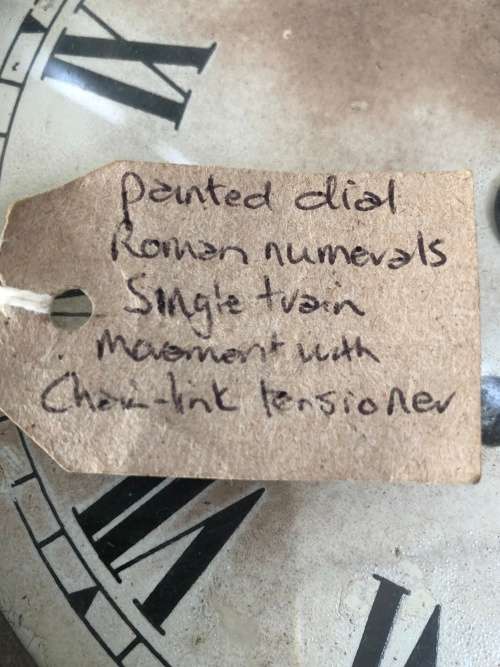 Painted dial
Roman numerals
Single train
Movement with
Chain-link tensioner